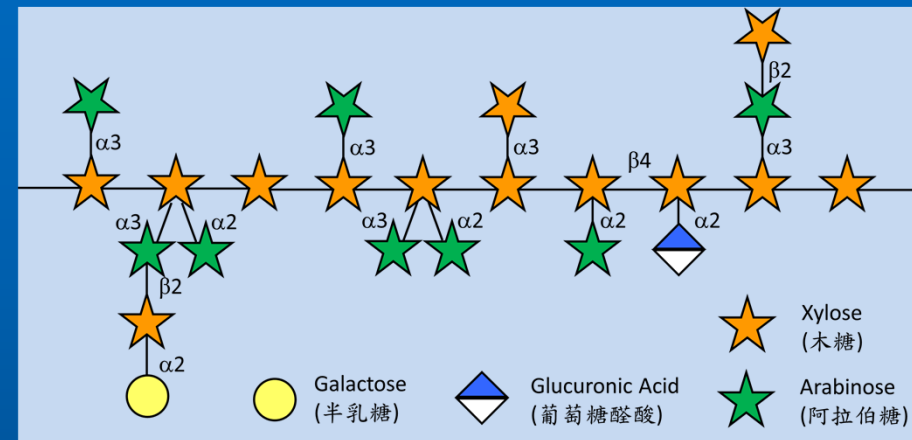 β2
α3
α3
α3
α3
β4
α3
α2
α3
α2
α2
α2
β2
α2
Xylose
(木糖)
Galactose
(半乳糖)
Glucuronic Acid
(葡萄糖醛酸)
Arabinose
(阿拉伯糖)